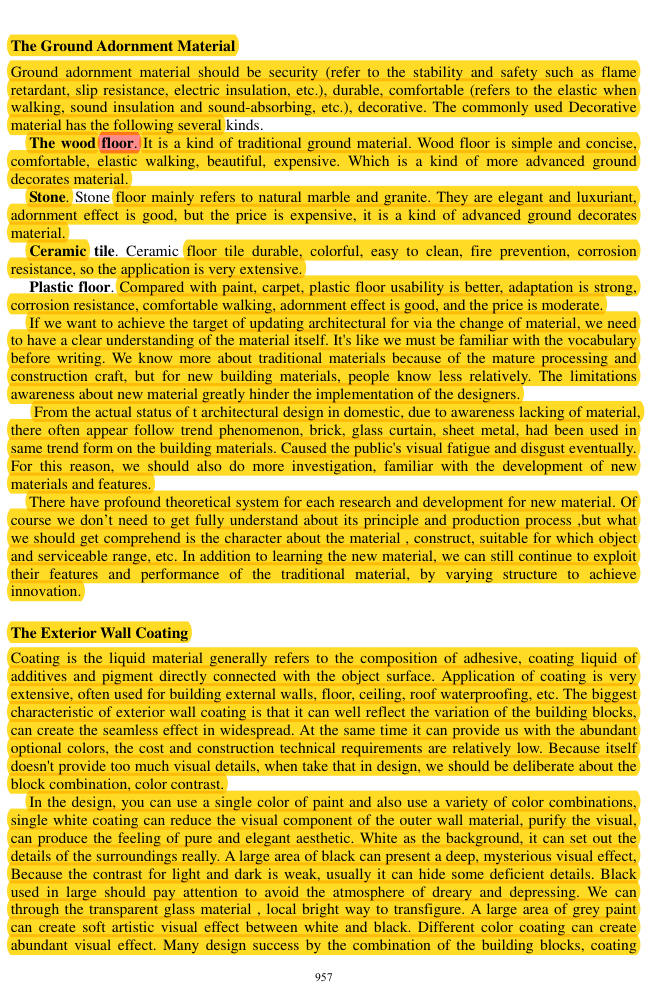 The Ground Adornment Material
Ground adornment material should be security (refer to the stability and safety such as flame
retardant, slip resistance, electric insulation, etc.), durable, comfortable (refers to the elastic when
walking, sound insulation and sound-absorbing, etc.), decorative. The commonly used Decorative
material has the following several kinds.
The wood floor. It is a kind of traditional ground material. Wood floor is simple and concise,
comfortable, elastic walking, beautiful, expensive. Which is a kind of more advanced ground
decorates material.
Stone. Stone floor mainly refers to natural marble and granite. They are elegant and luxuriant,
adornment effect is good, but the price is expensive, it is a kind of advanced ground decorates
material.
Ceramic tile. Ceramic floor tile durable, colorful, easy to clean, fire prevention, corrosion
resistance, so the application is very extensive.
Plastic floor. Compared with paint, carpet, plastic floor usability is better, adaptation is strong,
corrosion resistance, comfortable walking, adornment effect is good, and the price is moderate.
If we want to achieve the target of updating architectural for via the change of material, we need
to have a clear understanding of the material itself. It's like we must be familiar with the vocabulary
before writing. We know more about traditional materials because of the mature processing and
construction craft, but for new building materials, people know less relatively. The limitations
awareness about new material greatly hinder the implementation of the designers.
From the actual status of t architectural design in domestic, due to awareness lacking of material,
there often appear follow trend phenomenon, brick, glass curtain, sheet metal, had been used in
same trend form on the building materials. Caused the public's visual fatigue and disgust eventually.
For this reason, we should also do more investigation, familiar with the development of new
materials and features.
There have profound theoretical system for each research and development for new material. Of
course we don’t need to get fully understand about its principle and production process ,but what
we should get comprehend is the character about the material , construct, suitable for which object
and serviceable range, etc. In addition to learning the new material, we can still continue to exploit
their features and performance of the traditional material, by varying structure to achieve
innovation.
The Exterior Wall Coating
Coating is the liquid material generally refers to the composition of adhesive, coating liquid of
additives and pigment directly connected with the object surface. Application of coating is very
extensive, often used for building external walls, floor, ceiling, roof waterproofing, etc. The biggest
characteristic of exterior wall coating is that it can well reflect the variation of the building blocks,
can create the seamless effect in widespread. At the same time it can provide us with the abundant
optional colors, the cost and construction technical requirements are relatively low. Because itself
doesn't provide too much visual details, when take that in design, we should be deliberate about the
block combination, color contrast.
In the design, you can use a single color of paint and also use a variety of color combinations,
single white coating can reduce the visual component of the outer wall material, purify the visual,
can produce the feeling of pure and elegant aesthetic. White as the background, it can set out the
details of the surroundings really. A large area of black can present a deep, mysterious visual effect,
Because the contrast for light and dark is weak, usually it can hide some deficient details. Black
used in large should pay attention to avoid the atmosphere of dreary and depressing. We can
through the transparent glass material , local bright way to transfigure. A large area of grey paint
can create soft artistic visual effect between white and black. Different color coating can create
abundant visual effect. Many design success by the combination of the building blocks, coating
957